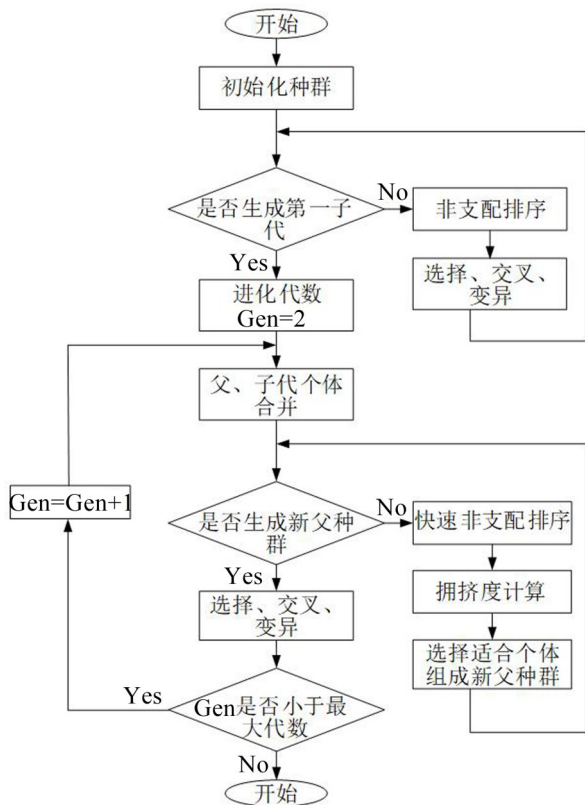 开始
初始化种群
是否生成第一子
代
No
非支配排序
选择、交叉、
变异
Yes
进化代数
Gen=2
父、子代个体
合并
Gen=Gen+1
是否生成新父种
群
No
快速非支配排序
拥挤度计算
选择适合个体
组成新父种群
Yes
选择、交叉、
变异
Gen是否小于最
大代数
Yes
No
开始